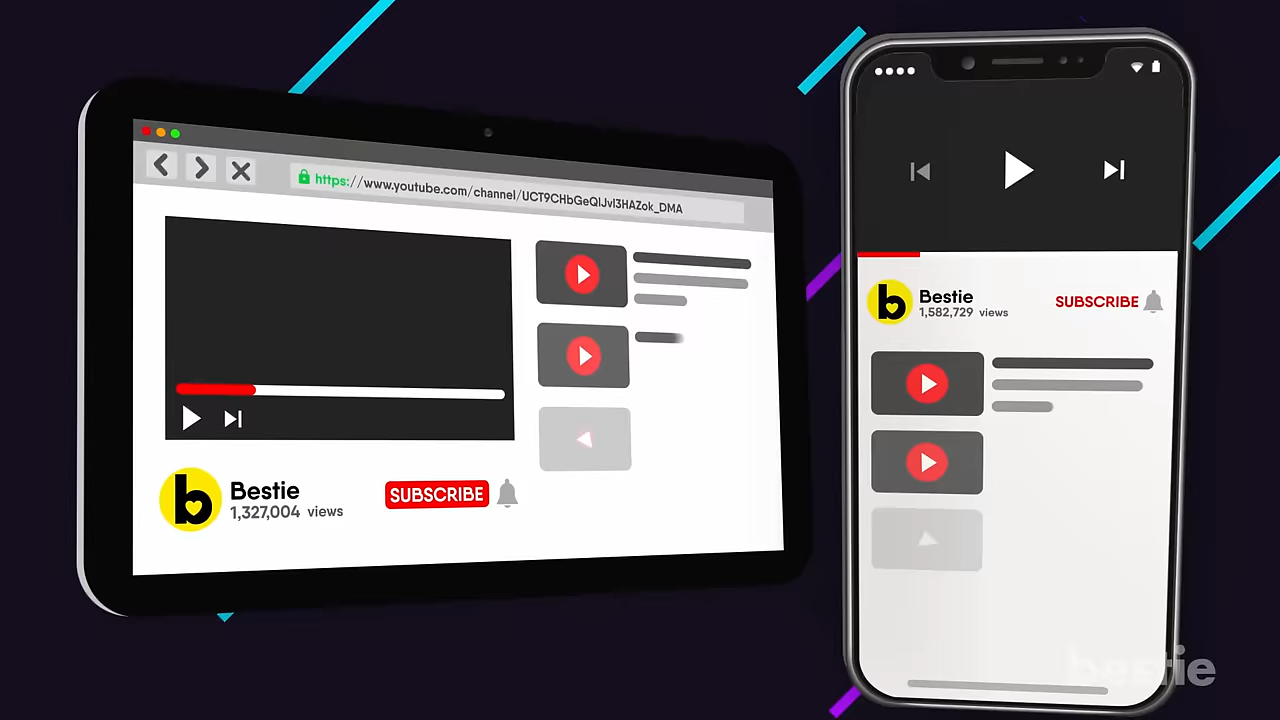 https://www.youtube.com/channel/UCT9CHbGeQIJvl3HAZok_DMA
Bestie
1,327,004 views
SUBSCRIBE
Bestie
1,582,729 views
SUBSCRIBE
bestie